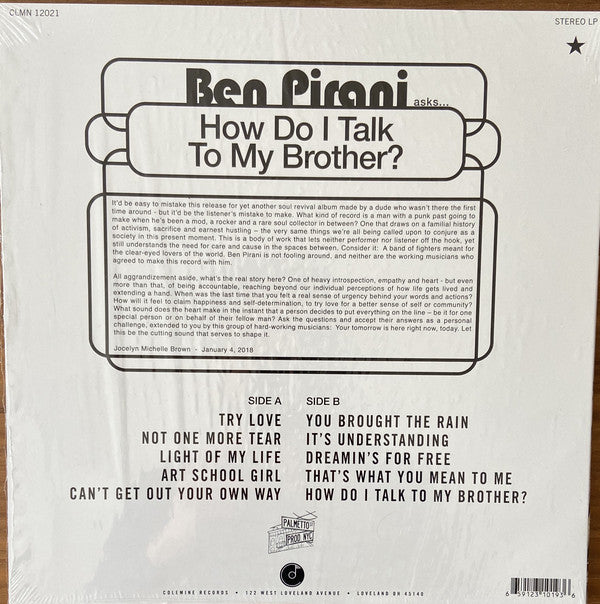 CLMN 12021
STEREO LP
Ben Pirani asks...
How Do I Talk
To My Brother?
It'd be easy to mistake this release for yet another soul revival album made by a dude who wasn't there the first
time around - but it'd be the listener's mistake to make. What kind of record is a man with a punk past going to
make when he's been a mod, a rocker and a rare soul collector in between? One that draws on a familial history
of activism, sacrifice and earnest hustling – the very same things we're all being called upon to conjure as a
society in this present moment. This is a body of work that lets neither performer nor listener off the hook, yet
still understands the need for care and cause in the spaces between. Consider it: A band of fighters meant for
the clear-eyed lovers of the world. Ben Pirani is not fooling around, and neither are the working musicians who
agreed to make this record with him.
All aggrandizement aside, what's the real story here? One of heavy introspection, empathy and heart - but even
more than that, of being accountable, reaching beyond our individual perceptions of how life gets lived and
extending a hand. When was the last time that you felt a real sense of urgency behind your words and actions?
How will it feel to claim happiness and self-determination, to try love for a better sense of self or community?
What sound does the heart make in the instant that a person decides to put everything on the line – be it for one
special person or on behalf of their fellow man? Ask the questions and accept their answers as a personal
challenge, extended to you by this group of hard-working musicians: Your tomorrow is here right now, today. Let
this be the cutting sound that serves to shape it.
Jocelyn Michelle Brown - January 4, 2018
SIDE A
TRY LOVE
NOT ONE MORE TEAR
LIGHT OF MY LIFE
ART SCHOOL GIRL
CAN'T GET OUT YOUR OWN WAY
SIDE B
YOU BROUGHT THE RAIN
IT'S UNDERSTANDING
DREAMIN'S FOR FREE
THAT'S WHAT YOU MEAN TO ME
HOW DO I TALK TO MY BROTHER?
PALMETTO ST
PROD. NYC
COLEMINE RECORDS • 122 WEST LOVELAND AVENUE • LOVELAND OH 45140
6 59123 10193 6